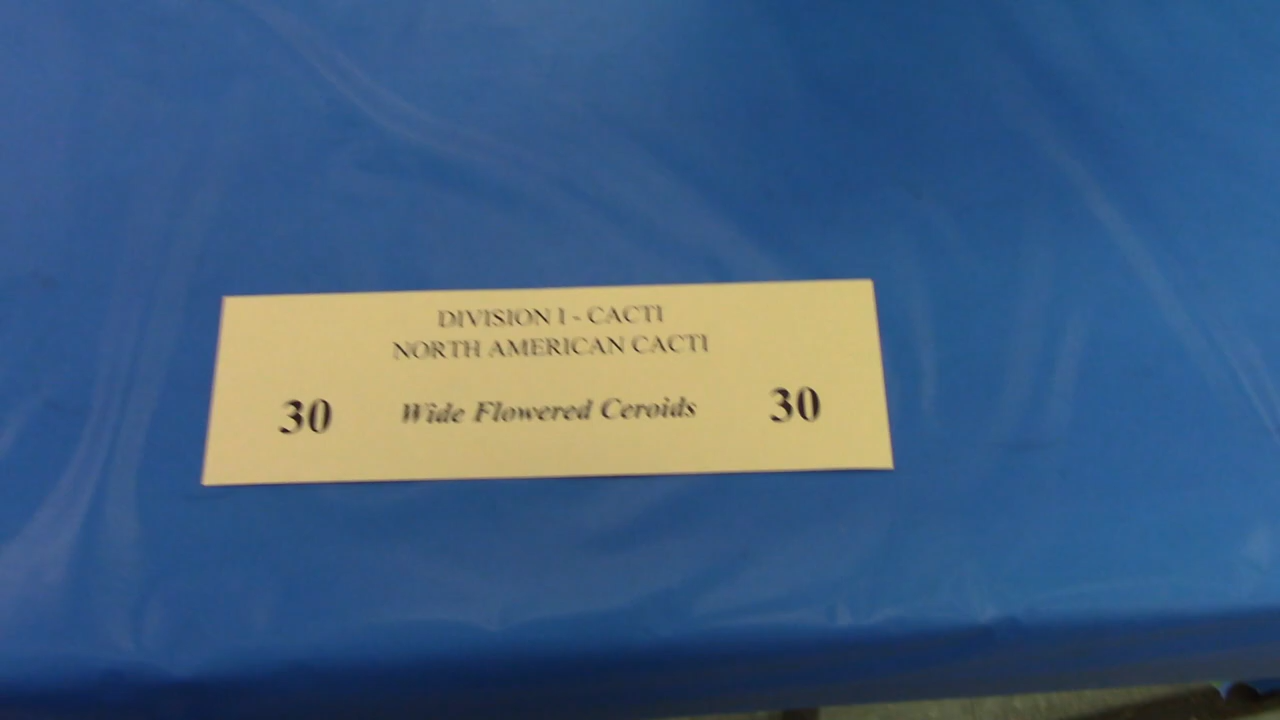 DIVISION I - CACTI
NORTH AMERICAN CACTI
30 Wide Flowered Ceroids 30